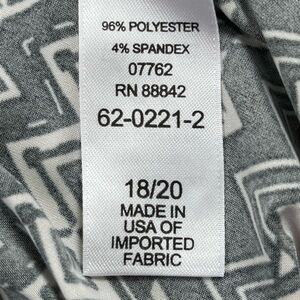 96% POLYESTER
4% SPANDEX
07762
RN 88842
62-0221-2
18/20
MADE IN
USA OF
IMPORTED
FABRIC